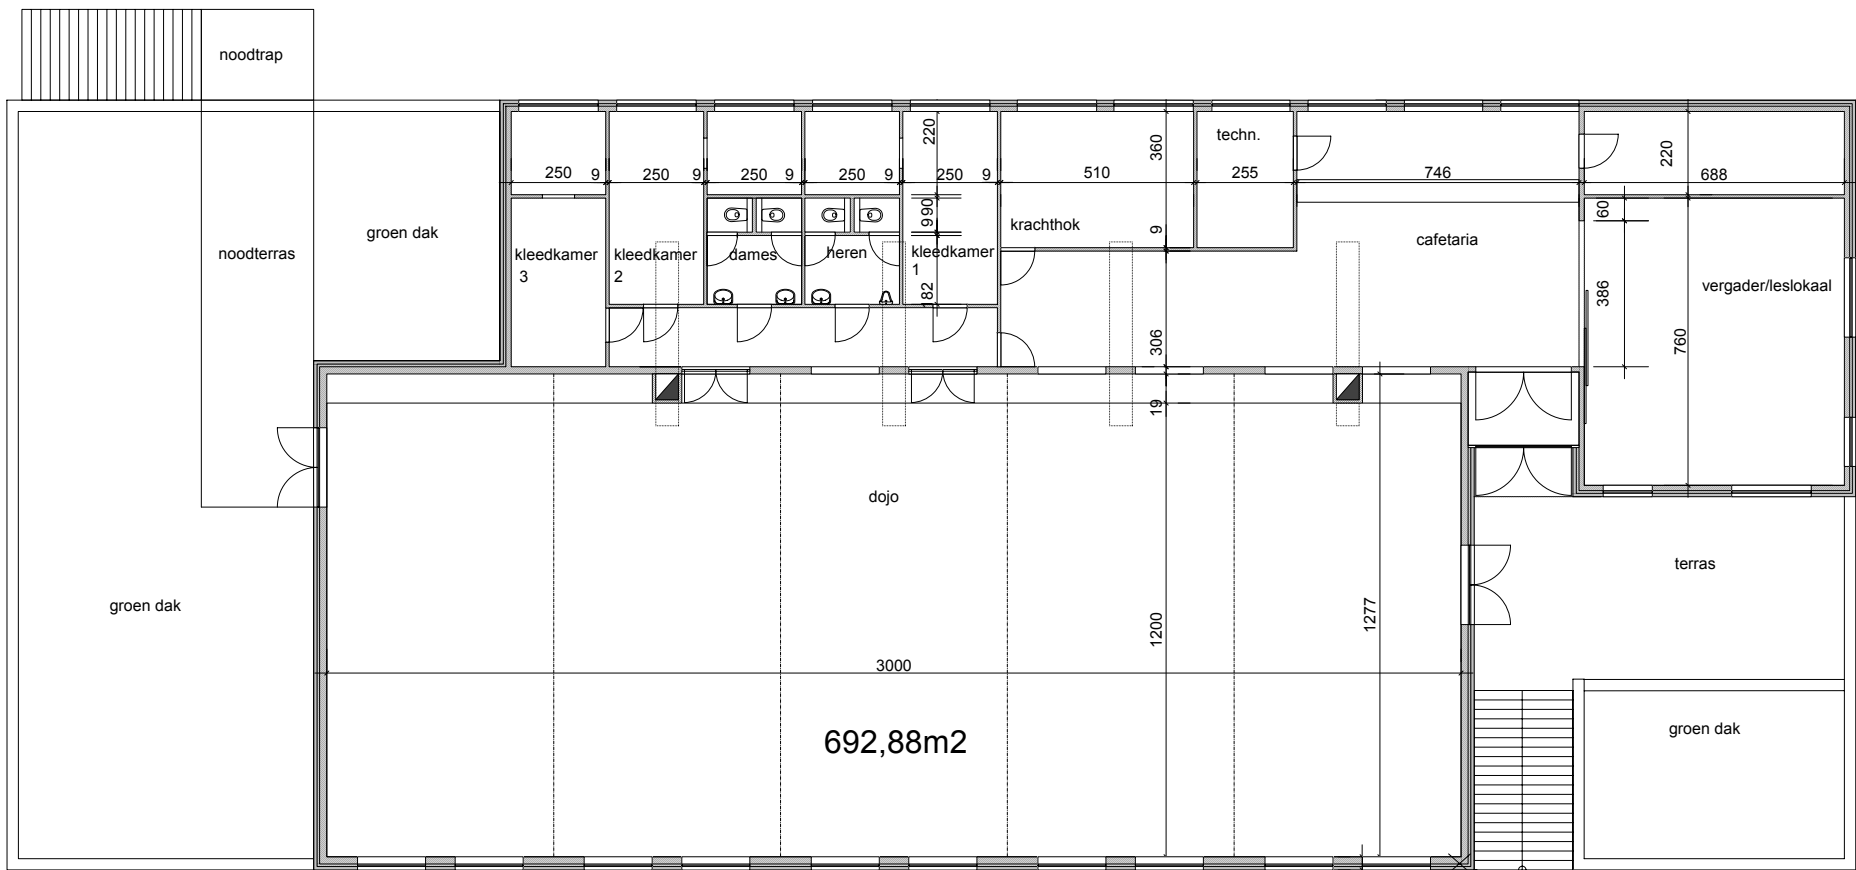 noodtrap
techn.
220
360
220
250 9
250 9
250 9
250 9
250 9
510
255
746
688
990
60
groen dak
krachthok
9
cafetaria
noodterras
kleedkamer
3
kleedkamer
2
dames
heren
kleedkamer
1
182
386
vergader/leslokaal
306
760
19
dojo
terras
groen dak
1200
1277
3000
692,88m2
groen dak